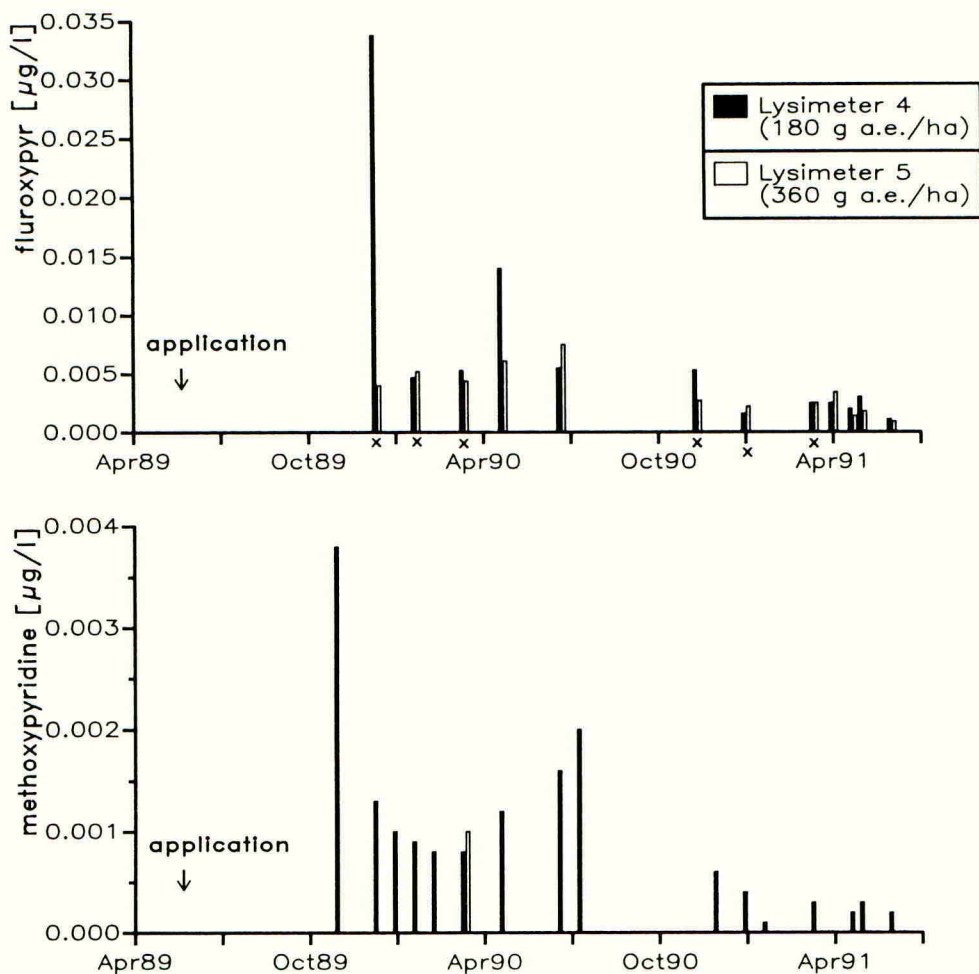 fluroxypyr [µg/l]
0.035
0.030
0.025
0.020
0.015
0.010
0.005
0.000
application
Lysimeter 4
(180 g a.e./ha)
Lysimeter 5
(360 g a.e./ha)
x x x x x x
Apr89 Oct89 Apr90 Oct90 Apr91
methoxypyridine [µg/l]
0.004
0.003
0.002
0.001
0.000
application
Apr89 Oct89 Apr90 Oct90 Apr91